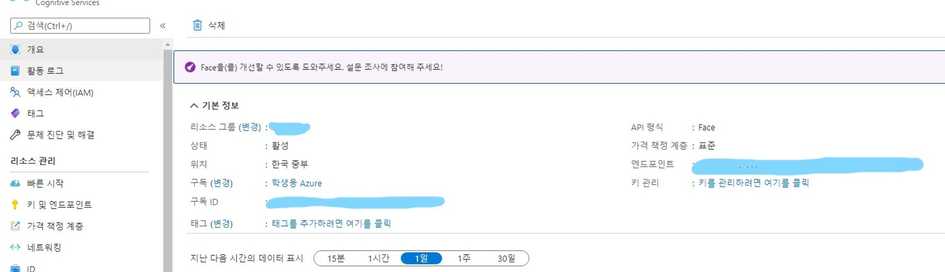 Cognitive Services
검색(Ctrl+/)
«
삭제
개요
활동 로그
액세스 제어(IAM)
태그
문제 진단 및 해결
리소스 관리
빠른 시작
키 및 엔드포인트
가격 책정 계층
네트워킹
ID
Face을(를) 개선할 수 있도록 도와주세요. 설문 조사에 참여해 주세요!
기본 정보
리소스 그룹 (변경) :
상태 : 활성
위치 : 한국 중부
구독 (변경) : 학생용 Azure
구독 ID :
태그 (변경) : 태그를 추가하려면 여기를 클릭
API 형식 : Face
가격 책정 계층 : 표준
엔드포인트 :
키 관리 : 키를 관리하려면 여기를 클릭
지난 다음 시간의 데이터 표시 15분 1시간 1일 1주 30일